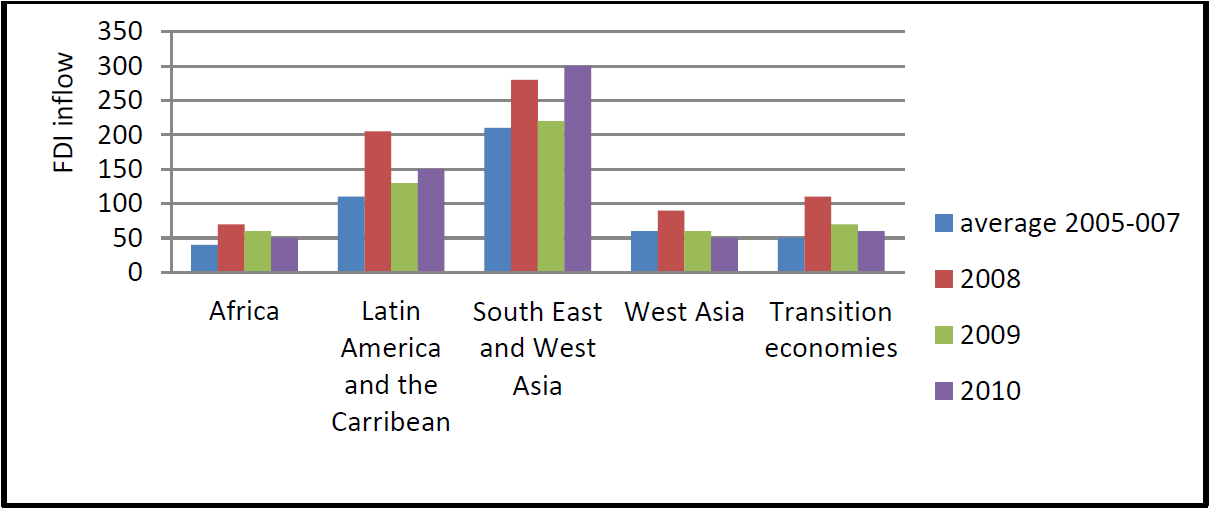 350
300
250
200
150
100
50
0
FDI inflow
Africa
Latin
America
and the
Carribean
South East
and West
Asia
West Asia
Transition
economies
average 2005-007
2008
2009
2010